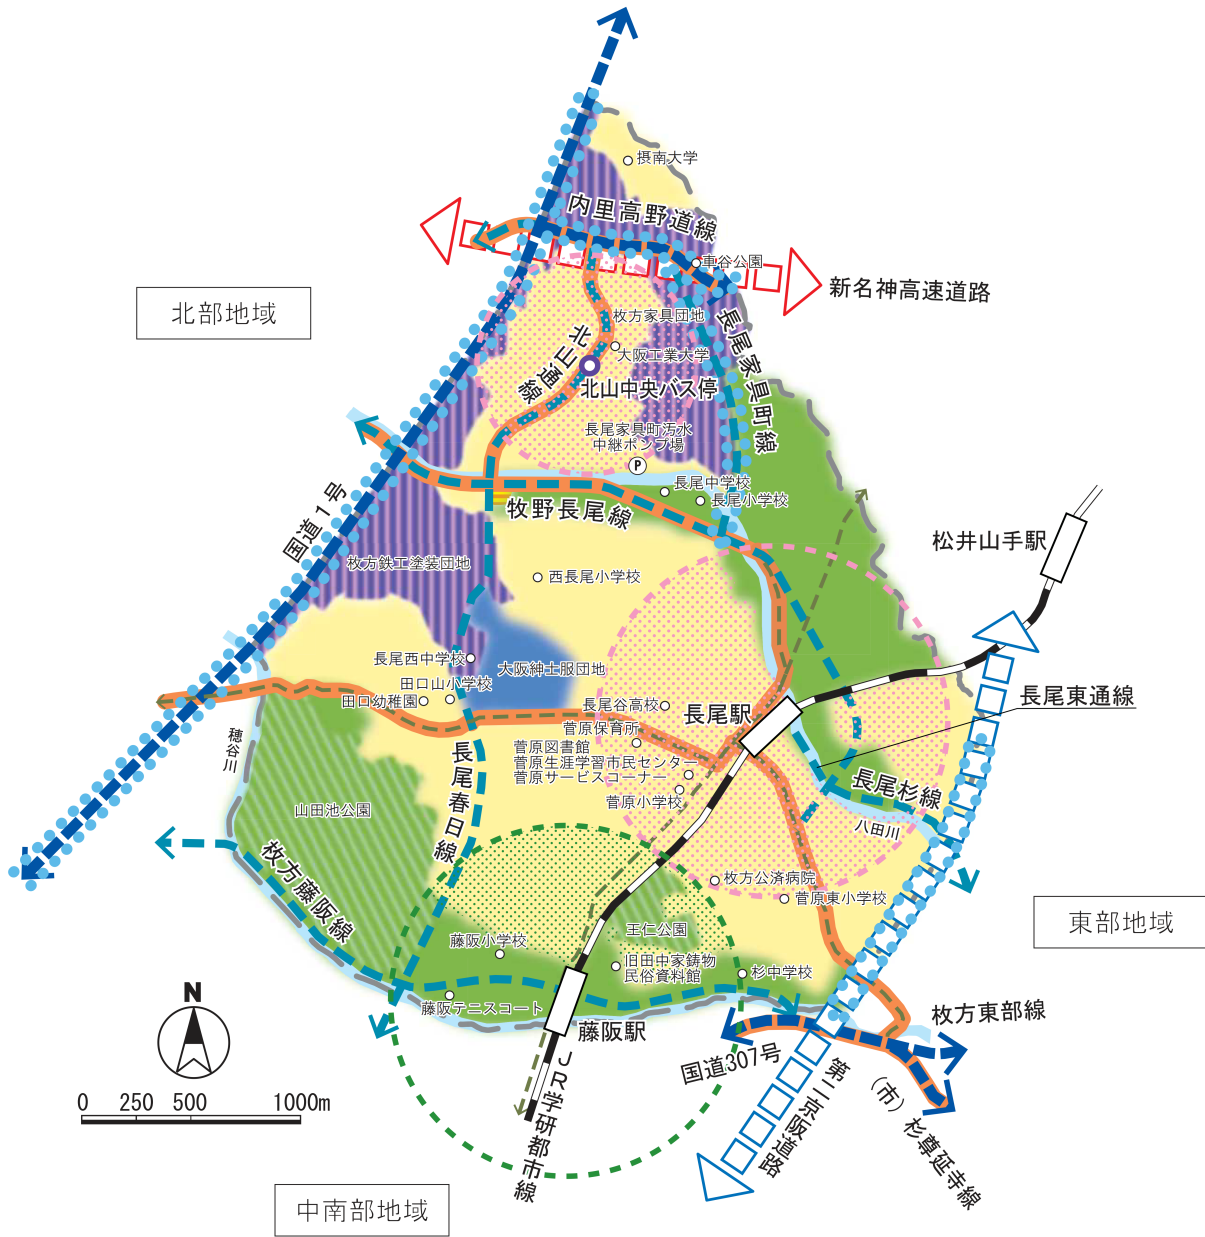 摂南大学
内里高野道線
車谷公園
新名神高速道路
北部地域
枚方家具団地
北山通線
大阪工業大学
長尾家具町線
北山中央バス停
長尾家具町汚水
中継ポンプ場
P
長尾中学校
長尾小学校
国道1号
牧野長尾線
松井山手駅
枚方鉄工塗装団地
西長尾小学校
長尾西中学校
大阪紳士服団地
田口山小学校
田口幼稚園
長尾谷高校
長尾駅
長尾東通線
菅原保育所
穂谷川
菅原図書館
菅原生涯学習市民センター
菅原サービスコーナー
長尾春日線
菅原小学校
長尾杉線
山田池公園
八田川
枚方藤阪線
枚方公済病院
菅原東小学校
東部地域
王仁公園
藤阪小学校
旧田中家鋳物
民俗資料館
杉中学校
N
藤阪テニスコート
藤阪駅
枚方東部線
国道307号
JR学研都市線
第二京阪道路
(市)杉尊延寺線
0 250 500 1000m
中南部地域